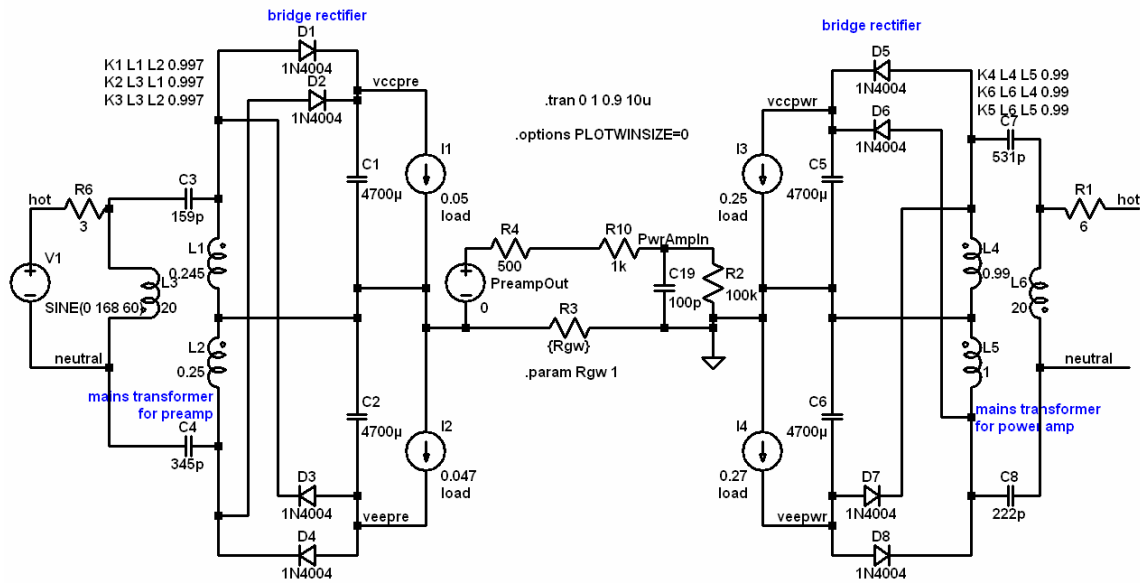 bridge rectifier
D1
1N4004
K1 L1 L2 0.997
K2 L3 L1 0.997
K3 L3 L2 0.997
D2
1N4004
vccpre
.tran 0 1 0.9 10u
.options PLOTWINSIZE=0
bridge rectifier
D5
1N4004
K4 L4 L5 0.99
K6 L6 L4 0.99
K5 L6 L5 0.99
vccpwr
D6
1N4004
C7
531p
I1
0.05
load
C1
4700µ
I3
0.25
load
C5
4700µ
hot
R6
3
C3
159p
R1
6
hot
V1
SINE(0 168 60)
L3
20
L1
0.245
R4
500
R10
1k
PwrAmpIn
PreampOut
0
C19
100p
R2
100k
L4
0.99
L6
20
R3
{Rgw}
.param Rgw 1
neutral
L2
0.25
L5
1
neutral
mains transformer
for preamp
C4
345p
C2
4700µ
I2
0.047
load
I4
0.27
load
C6
4700µ
mains transformer
for power amp
D3
1N4004
veepre
D4
1N4004
D7
1N4004
veepwr
D8
1N4004
C8
222p